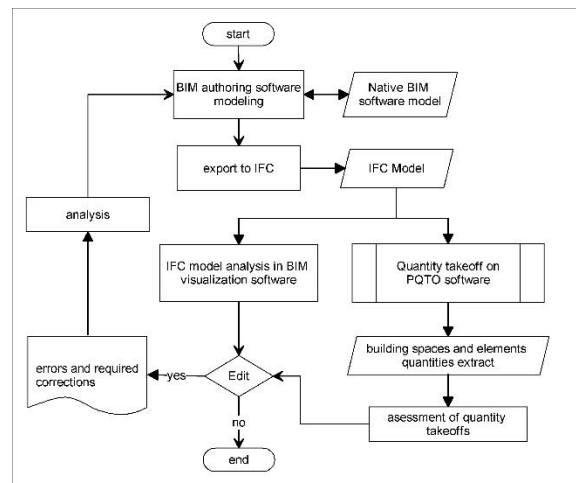 start
BIM authoring software
modeling
Native BIM
software model
export to IFC
IFC Model
analysis
IFC model analysis in BIM
visualization software
Quantity takeoff on
PQTO software
building spaces and elements
quantities extract
errors and required
corrections
yes
Edit
asessment of quantity
takeoffs
no
end